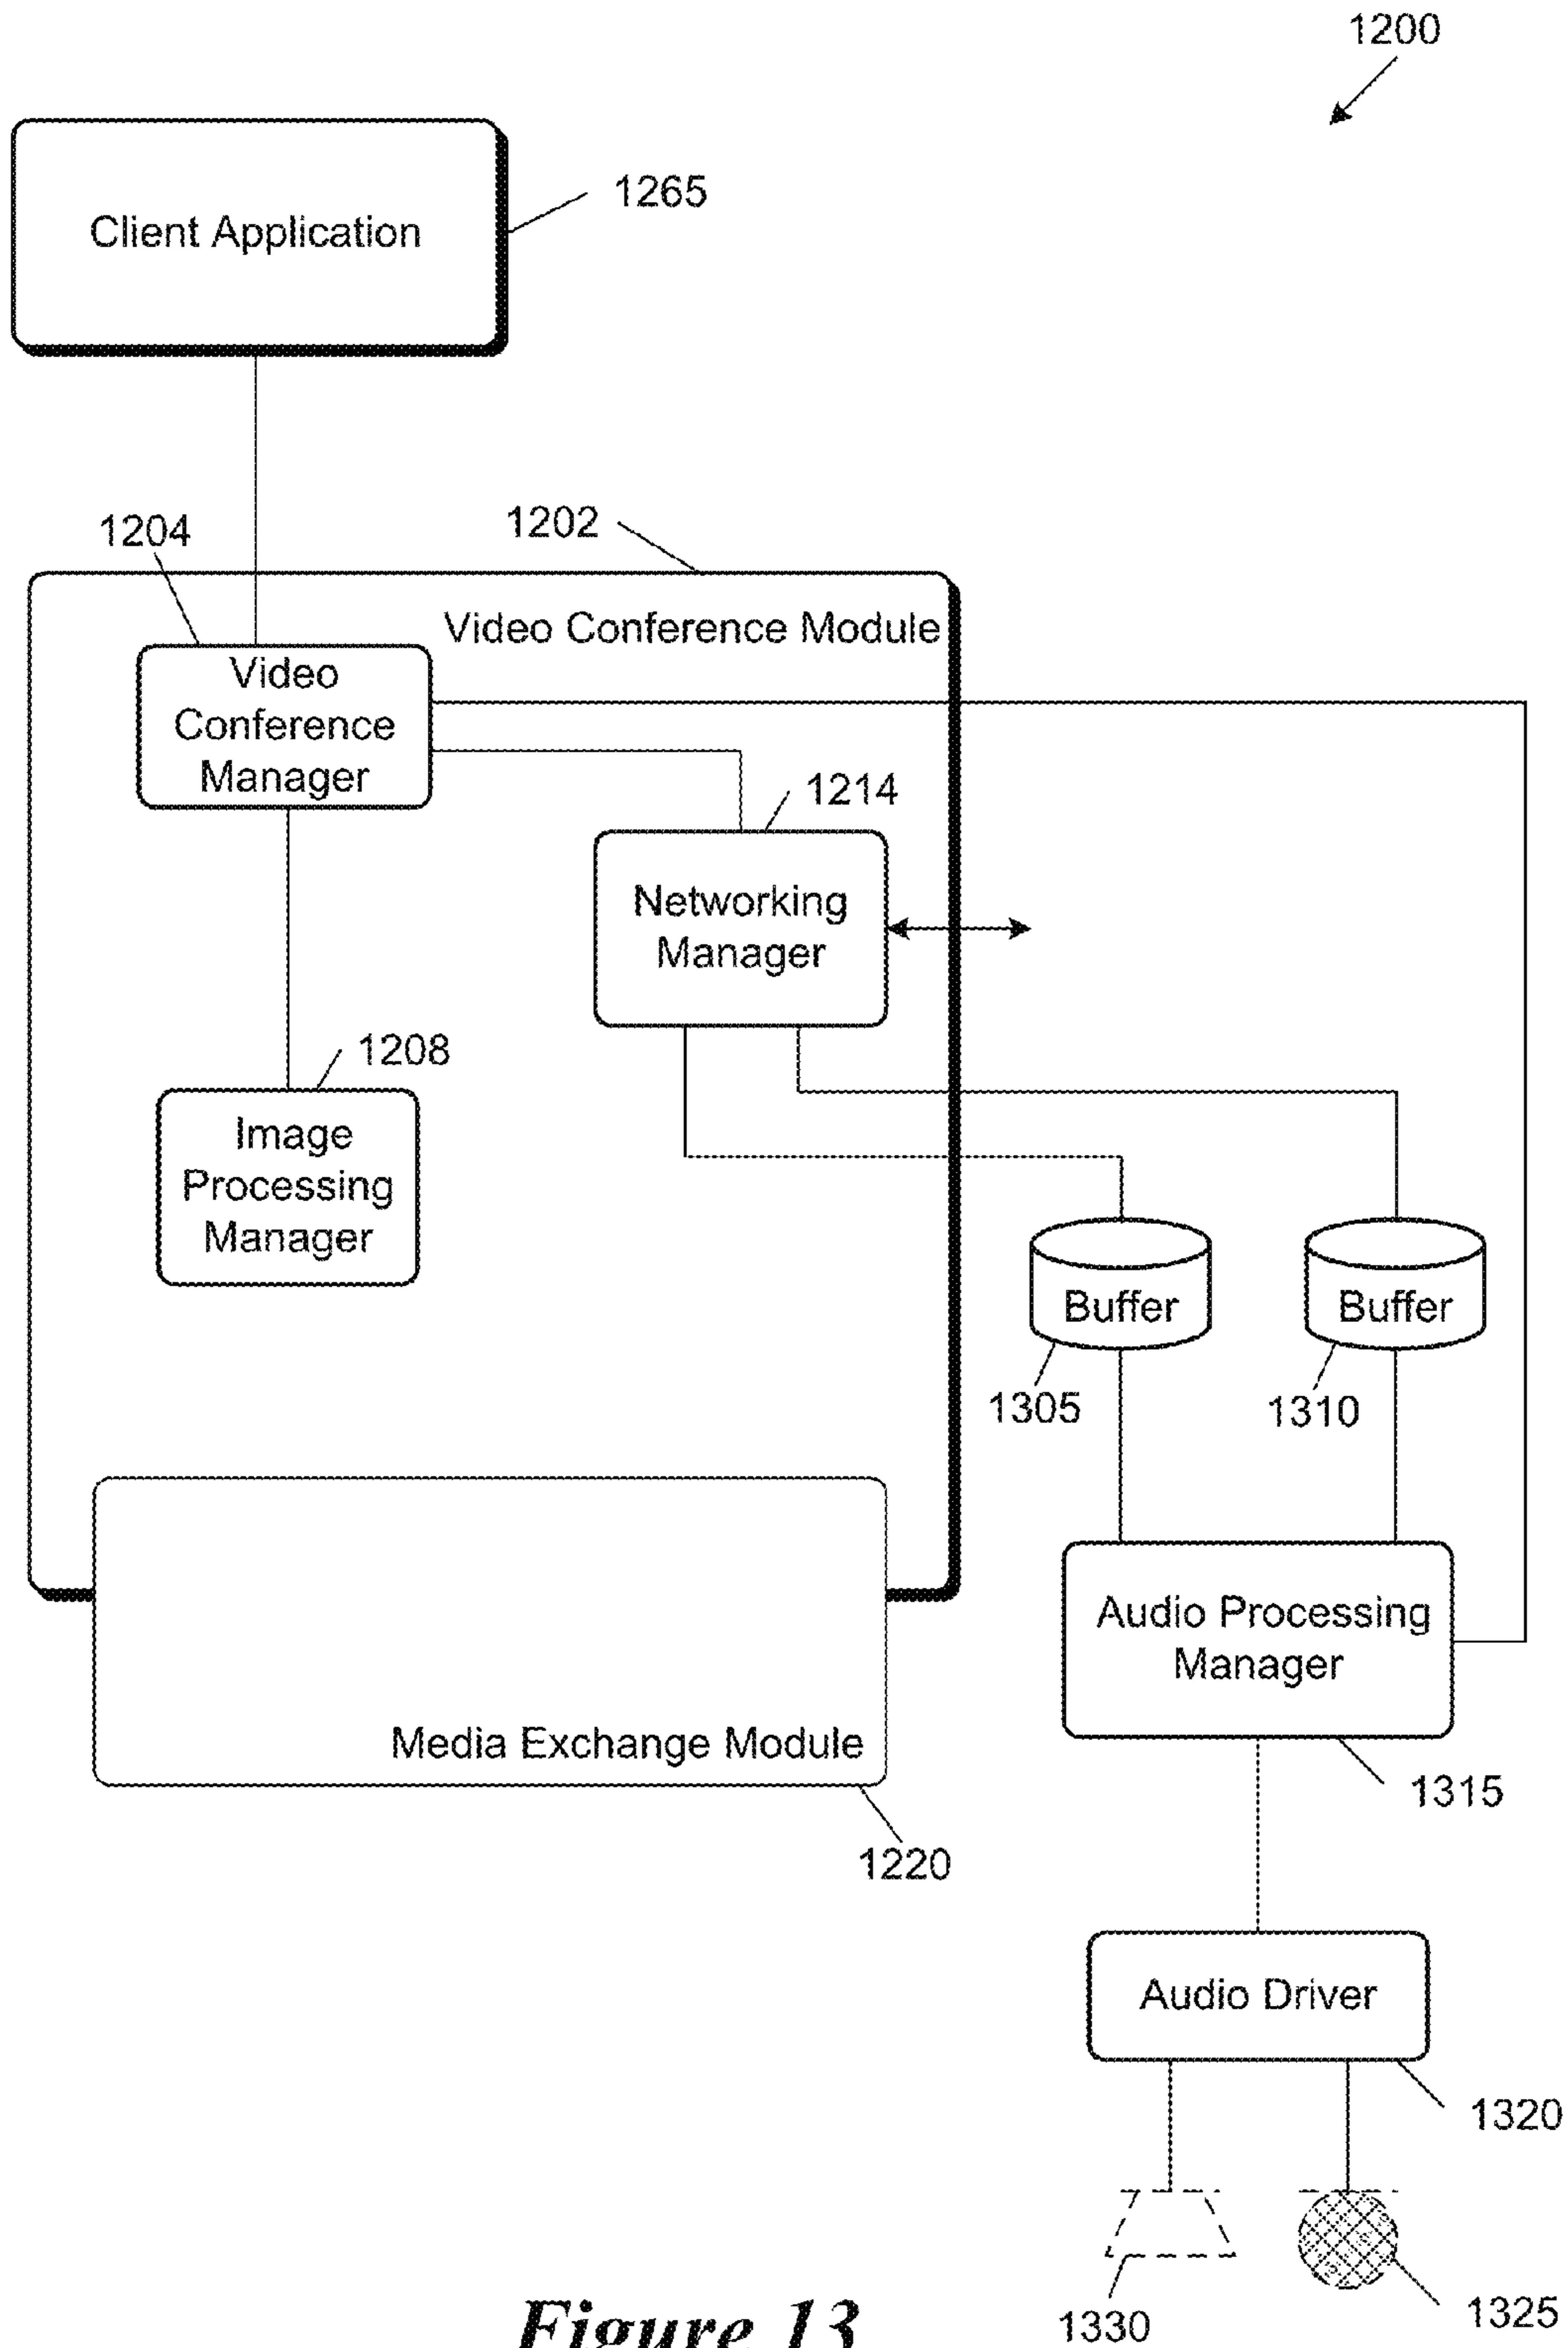 1200
Client Application
1265
1204
1202
Video Conference Module
Video
Conference
Manager
1214
Networking
Manager
1208
Image
Processing
Manager
Buffer
Buffer
1305
1310
Audio Processing
Manager
Media Exchange Module
1315
1220
Audio Driver
1320
1330
1325
Figure 13